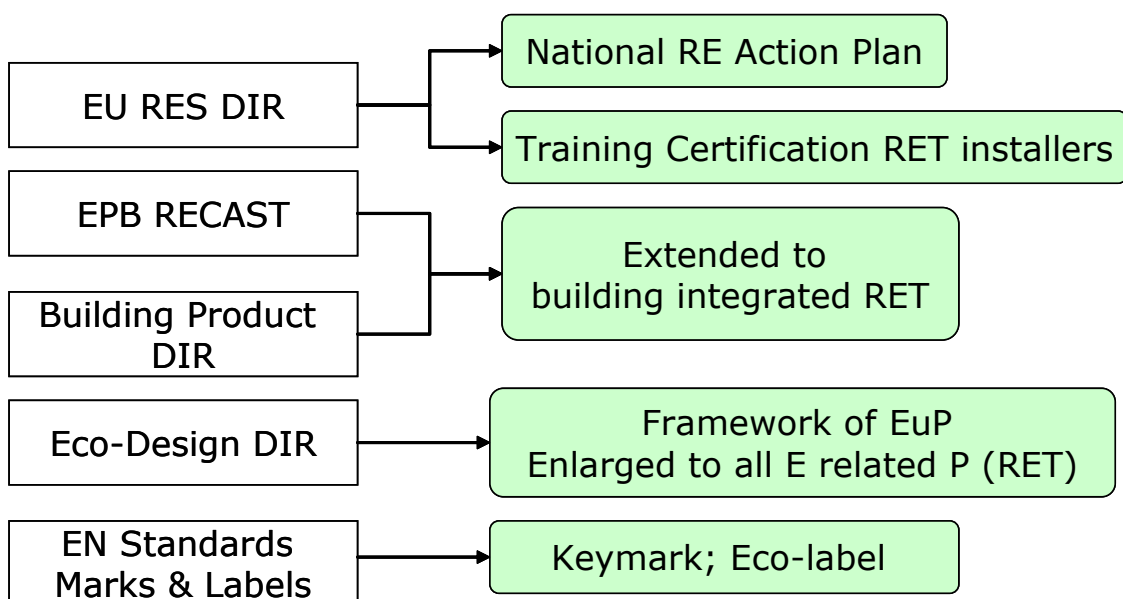 National RE Action Plan
EU RES DIR
Training Certification RET installers
EPB RECAST
Extended to
building integrated RET
Building Product
DIR
Eco-Design DIR
Framework of EuP
Enlarged to all E related P (RET)
EN Standards
Marks & Labels
Keymark; Eco-label